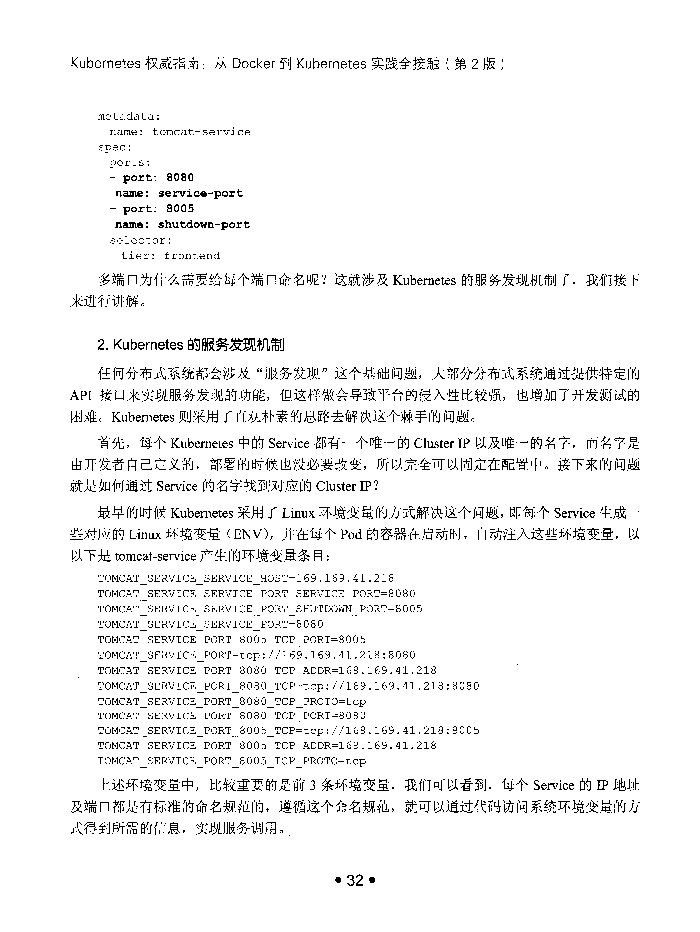 Kubernetes 权威指南：从 Docker 到 Kubernetes 实践全接触（第 2 版）
metadata:
name: tomcat-service
spec:
ports:
- port: 8080
name: service-port
- port: 8005
name: shutdown-port
selector:
tier: frontend
多端口为什么需要给每个端口命名呢？这就涉及 Kubernetes 的服务发现机制了，我们接下
来进行讲解。
2. Kubernetes 的服务发现机制
任何分布式系统都会涉及“服务发现”这个基础问题，大部分分布式系统通过提供特定的
API 接口来实现服务发现的功能，但这样做会导致平台的侵入性比较强，也增加了开发测试的
困难。Kubernetes 则采用了直观朴素的思路去解决这个棘手的问题。
首先，每个 Kubernetes 中的 Service 都有一个唯一的 Cluster IP 以及唯一的名字，而名字是
由开发者自己定义的，部署的时候也没必要改变，所以完全可以固定在配置中。接下来的问题
就是如何通过 Service 的名字找到对应的 Cluster IP？
最早的时候 Kubernetes 采用了 Linux 环境变量的方式解决这个问题，即每个 Service 生成一
些对应的 Linux 环境变量（ENV），并在每个 Pod 的容器在启动时，自动注入这些环境变量，以
以下是 tomcat-service 产生的环境变量条目：
TOMCAT_SERVICE_SERVICE_HOST=169.169.41.218
TOMCAT_SERVICE_SERVICE_PORT_SERVICE_PORT=8080
TOMCAT_SERVICE_SERVICE_PORT_SHUTDOWN_PORT=8005
TOMCAT_SERVICE_SERVICE_PORT=8080
TOMCAT_SERVICE_PORT_8005_TCP_PORT=8005
TOMCAT_SERVICE_PORT=tcp://169.169.41.218:8080
TOMCAT_SERVICE_PORT_8080_TCP_ADDR=169.169.41.218
TOMCAT_SERVICE_PORT_8080_TCP=tcp://169.169.41.218:8080
TOMCAT_SERVICE_PORT_8080_TCP_PROTO=tcp
TOMCAT_SERVICE_PORT_8080_TCP_PORT=8080
TOMCAT_SERVICE_PORT_8005_TCP=tcp://169.169.41.218:8005
TOMCAT_SERVICE_PORT_8005_TCP_ADDR=169.169.41.218
TOMCAT_SERVICE_PORT_8005_TCP_PROTO=tcp
上述环境变量中，比较重要的是前 3 条环境变量，我们可以看到，每个 Service 的 IP 地址
及端口都是有标准的命名规范的，遵循这个命名规范，就可以通过代码访问系统环境变量的方
式得到所需的信息，实现服务调用。
• 32 •